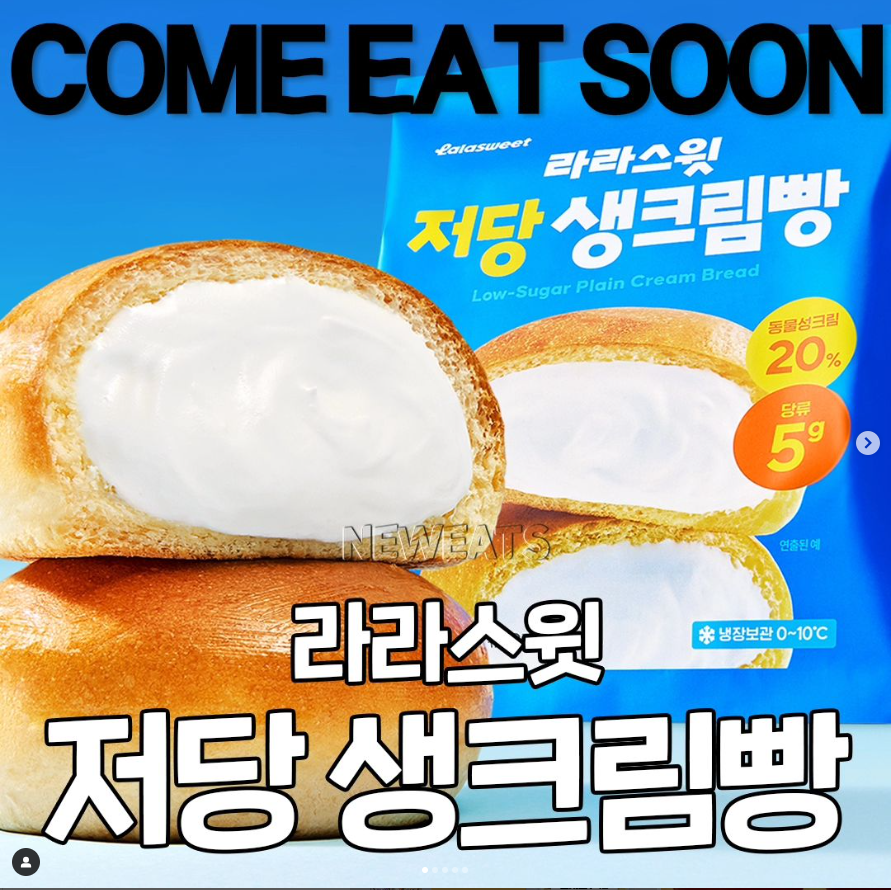 COME EAT SOON
Lalasweet
라라스윗
저당 생크림빵
Low-Sugar Plain Cream Bread
동물성크림
20%
당류
5g
NEWEATS
연출된 예
냉장보관 0~10℃
라라스윗
저당 생크림빵